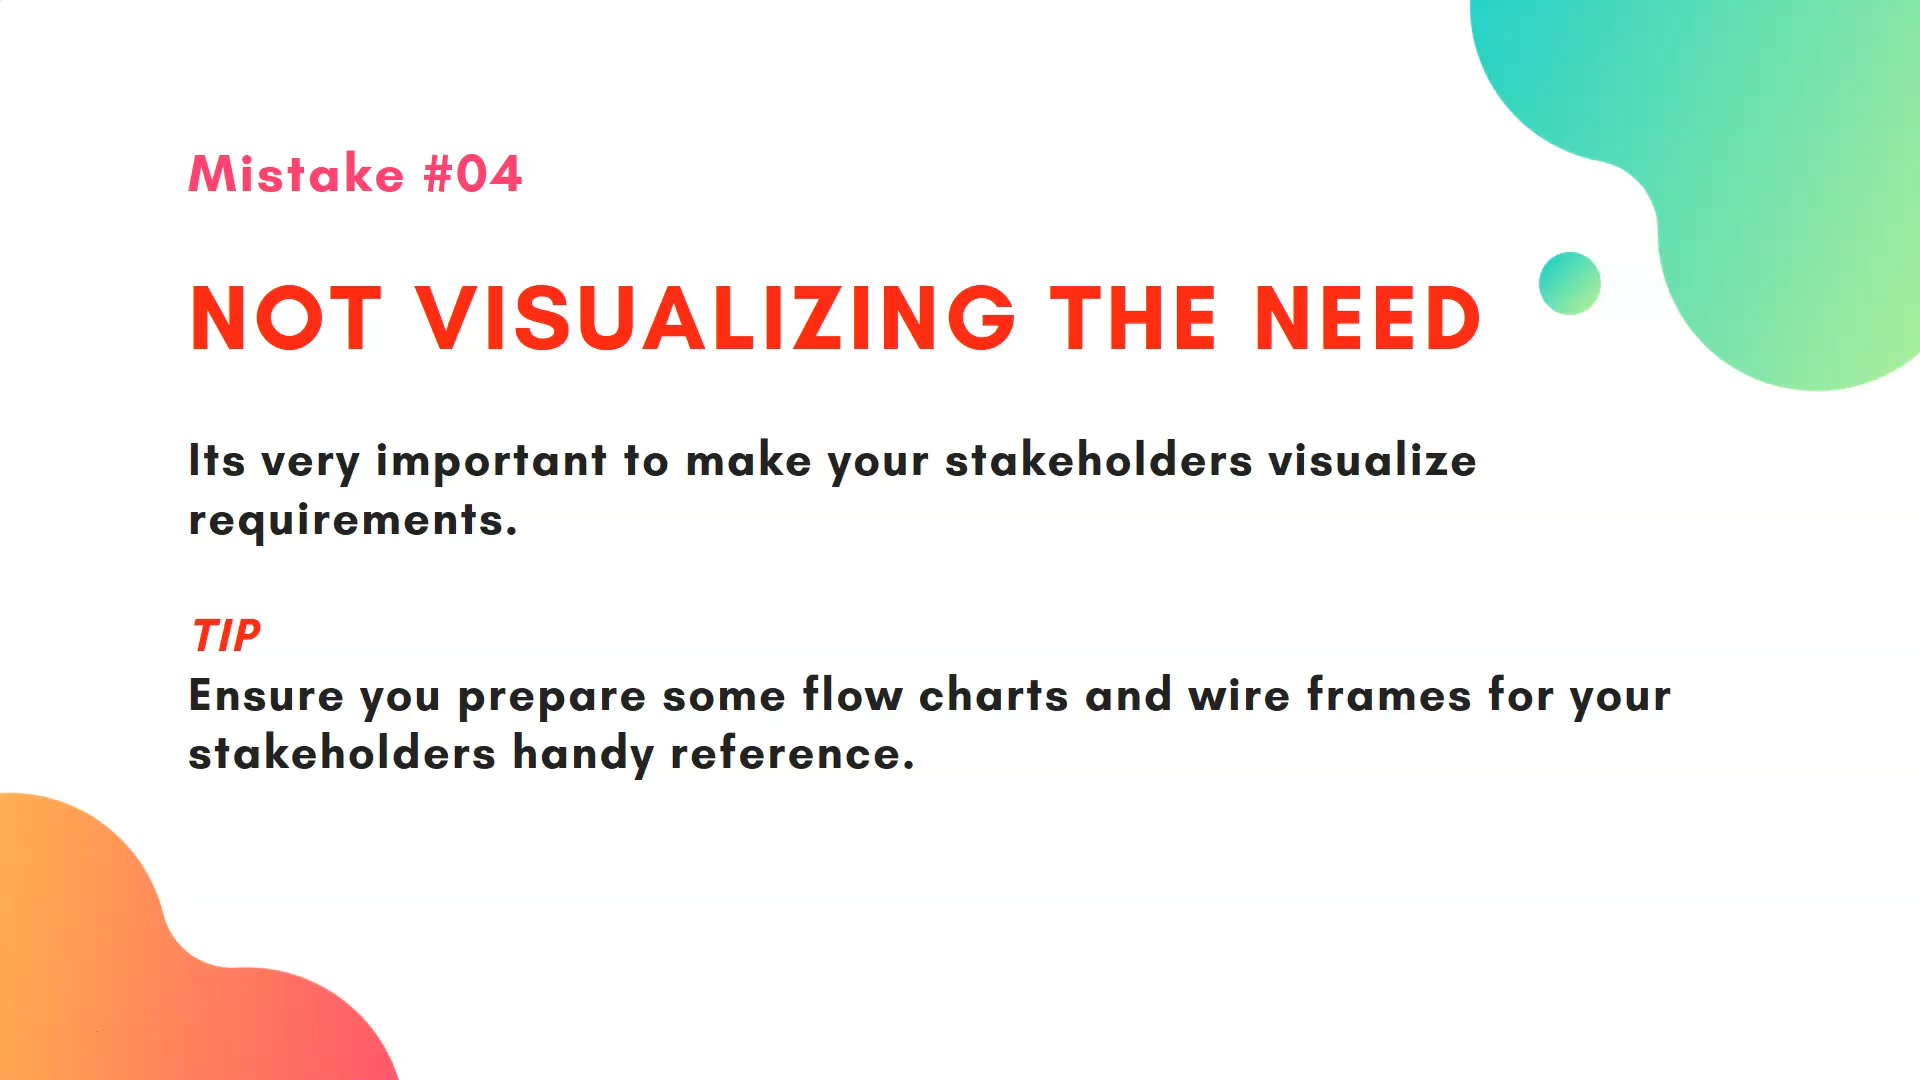 Mistake #04
NOT VISUALIZING THE NEED
Its very important to make your stakeholders visualize
requirements.
TIP
Ensure you prepare some flow charts and wire frames for your
stakeholders handy reference.